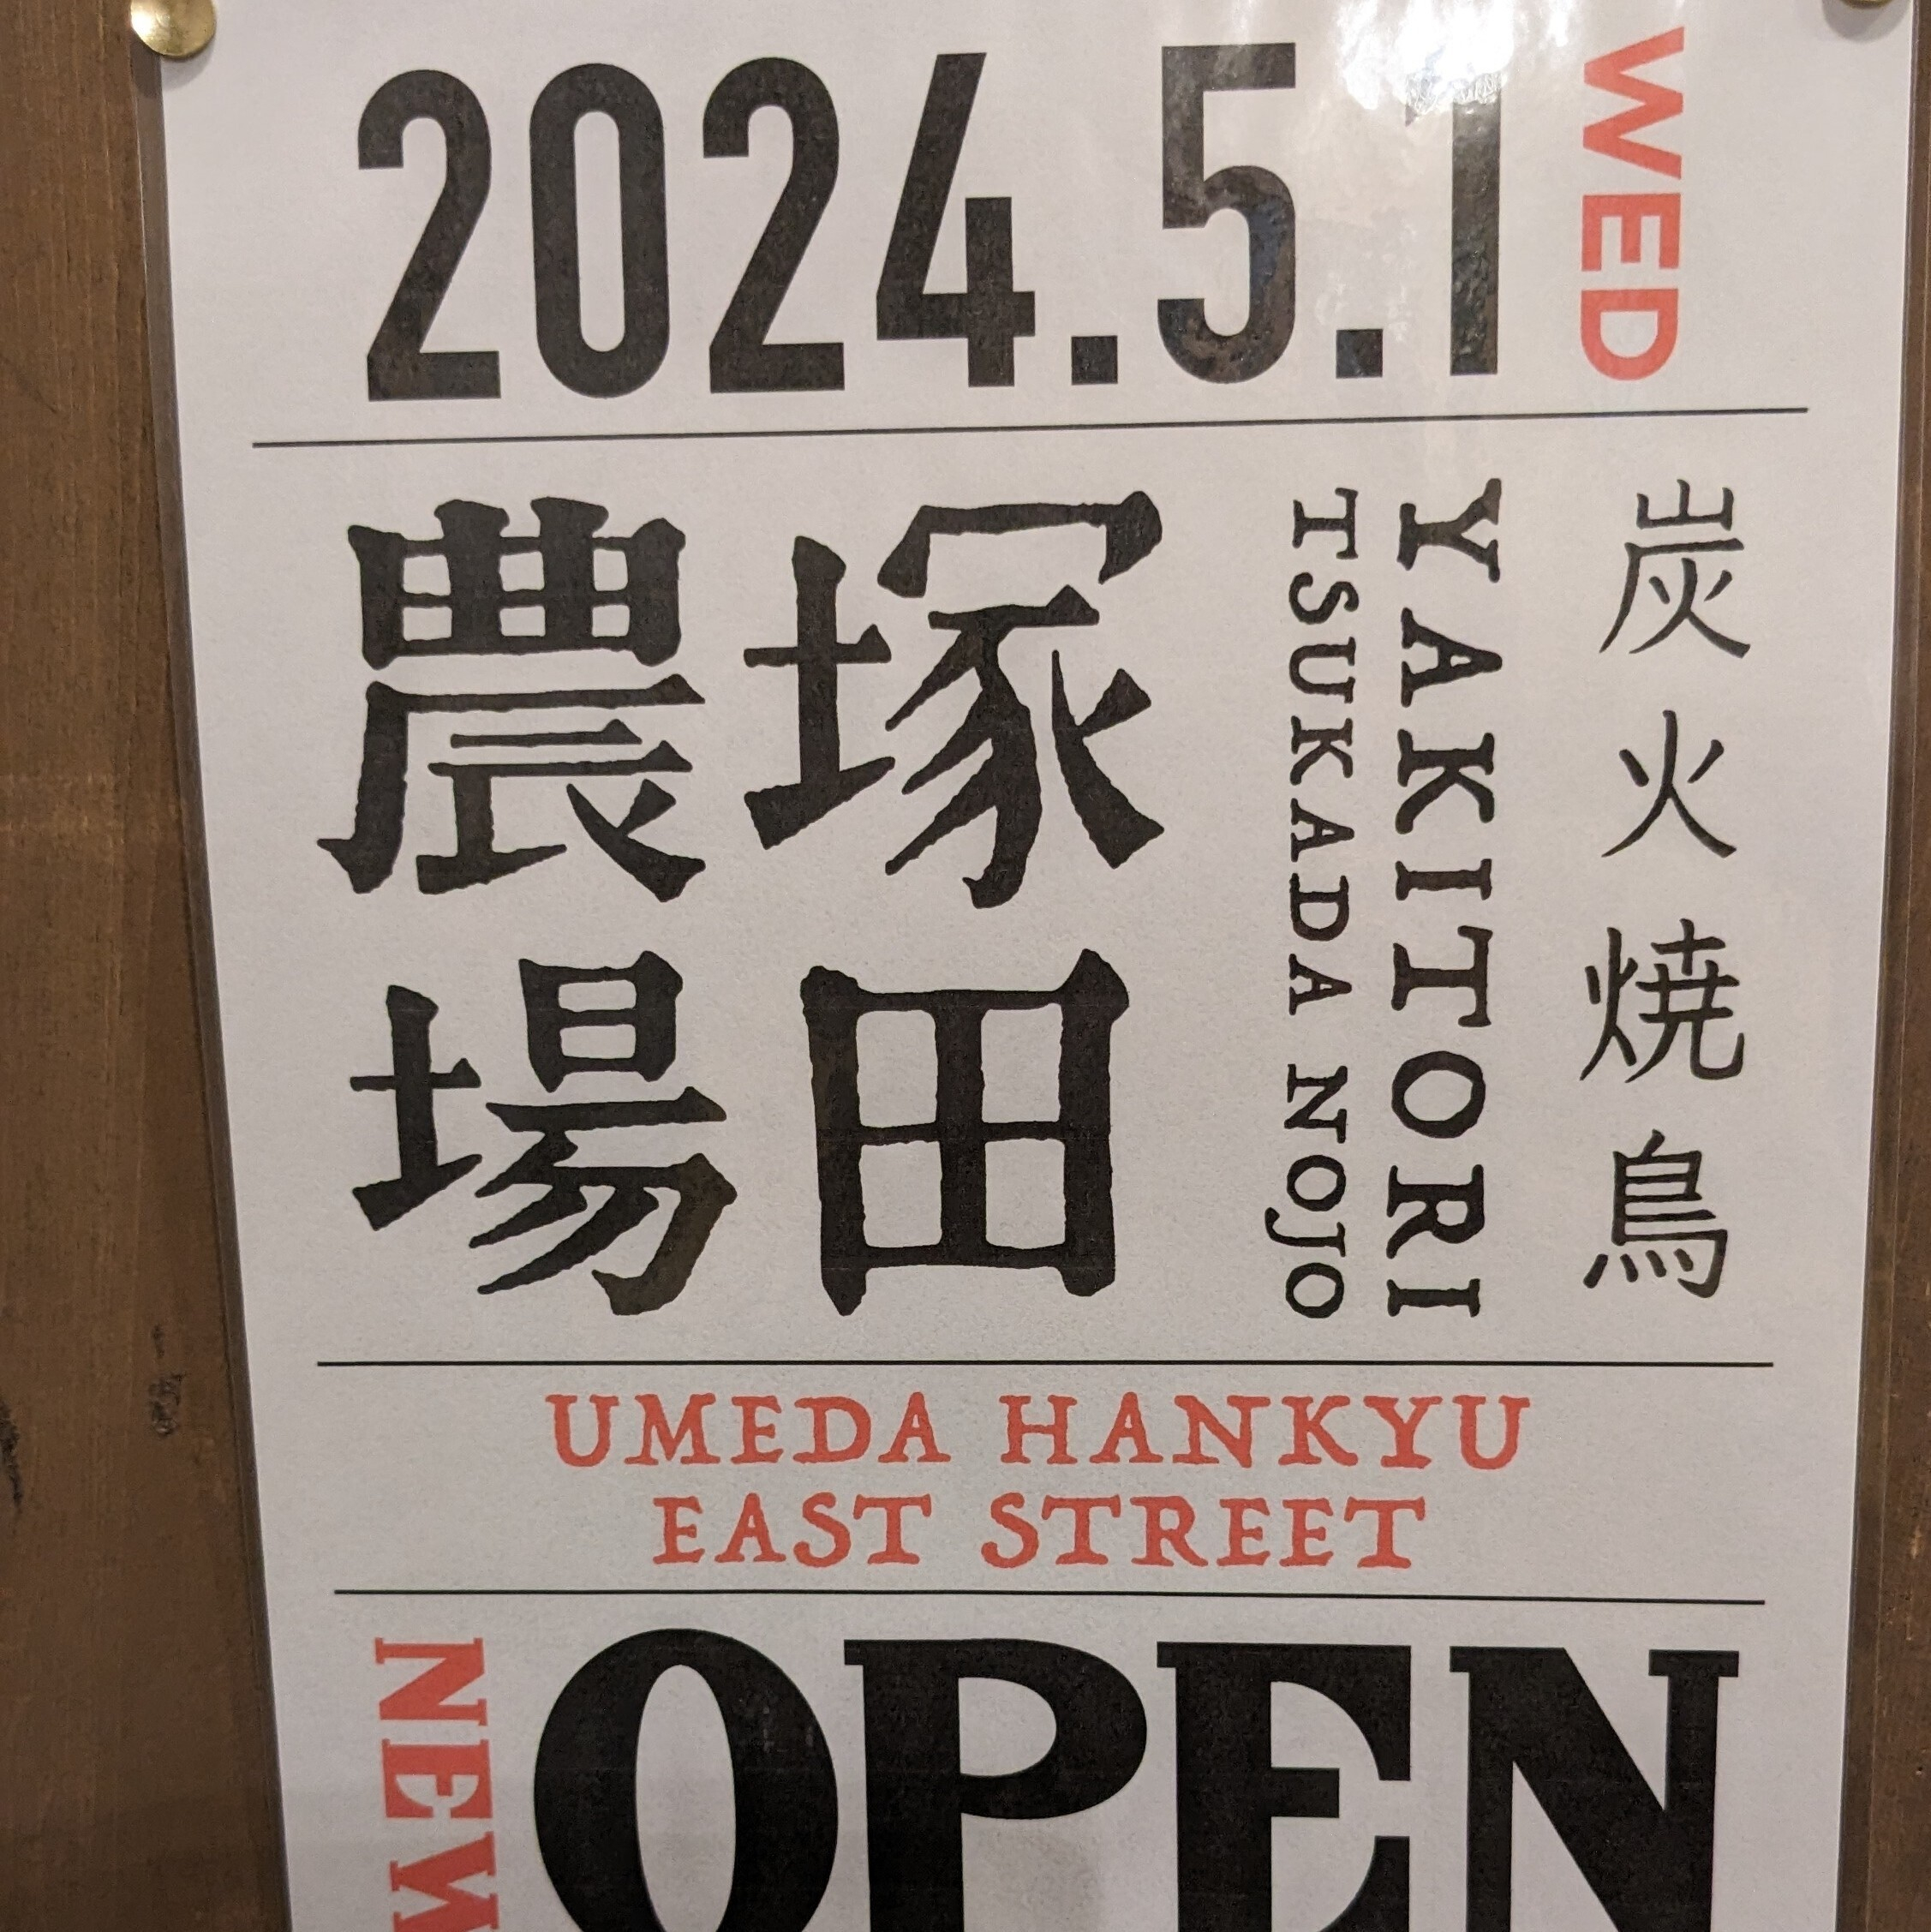 2024.5.1 WED
炭火焼鳥
YAKITORI
TSUKADA NOJO
塚田
農場
UMEDA HANKYU
EAST STREET
NEW OPEN